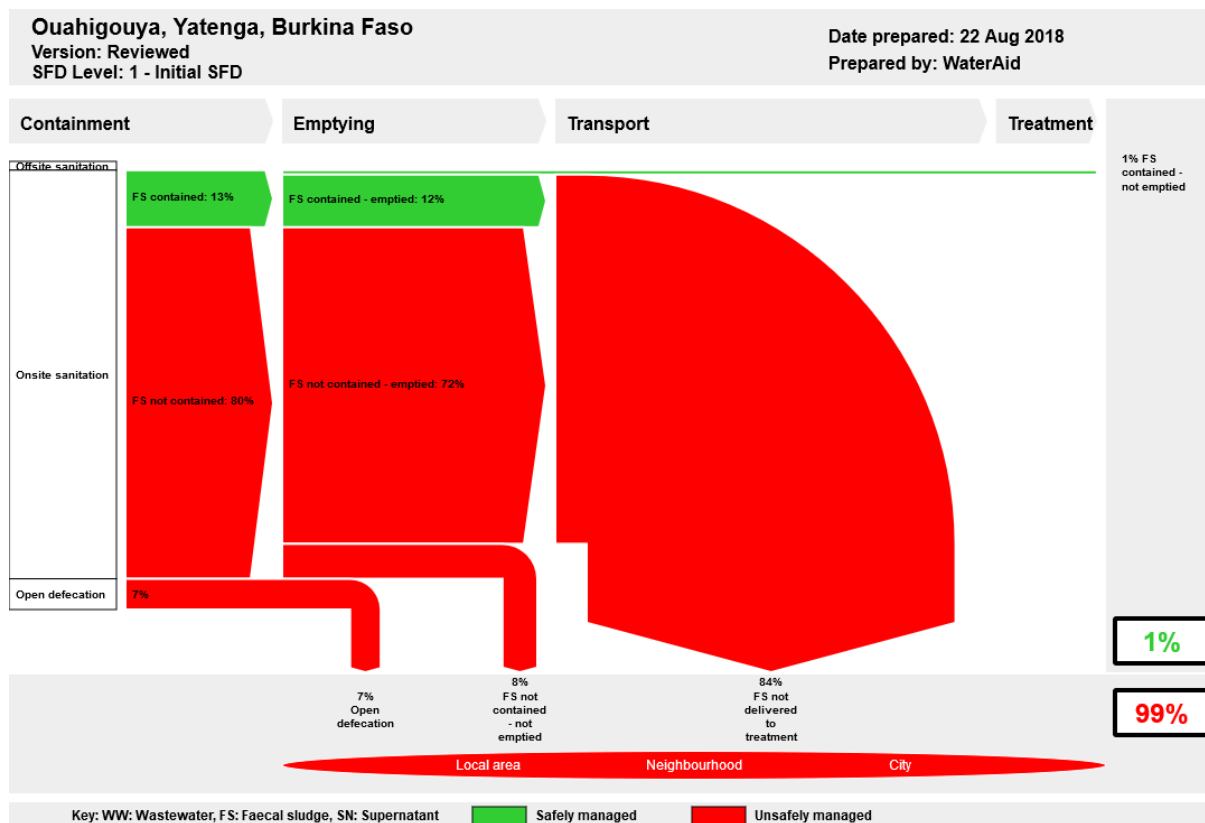 Ouahigouya, Yatenga, Burkina Faso
Version: Reviewed
SFD Level: 1 - Initial SFD
Date prepared: 22 Aug 2018
Prepared by: WaterAid
Containment
Emptying
Transport
Treatment
Offsite sanitation
Onsite sanitation
Open defecation
FS contained: 13%
FS not contained: 80%
7%
FS contained - emptied: 12%
FS not contained - emptied: 72%
1% FS
contained -
not emptied
1%
99%
7%
Open
defecation
8%
FS not
contained
- not
emptied
84%
FS not
delivered
to
treatment
Local area
Neighbourhood
City
Key: WW: Wastewater, FS: Faecal sludge, SN: Supernatant
Safely managed
Unsafely managed